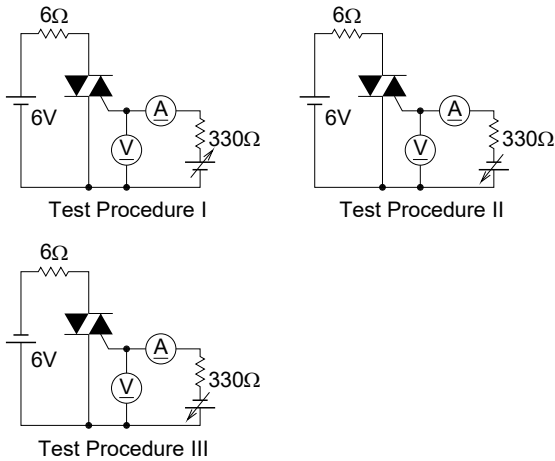 6Ω
6V
A
V
330Ω
Test Procedure I
6Ω
6V
A
V
330Ω
Test Procedure II
6Ω
6V
A
V
330Ω
Test Procedure III